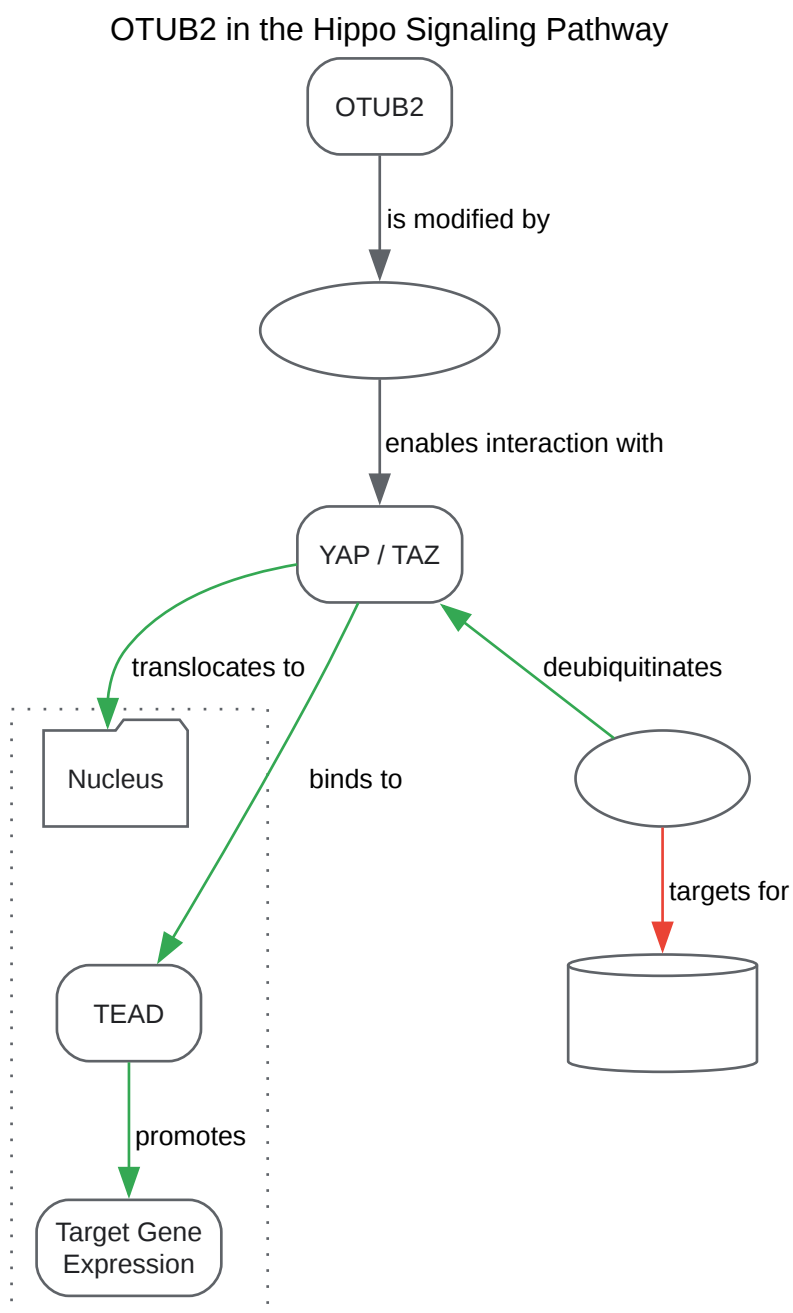 OTUB2 in the Hippo Signaling Pathway
OTUB2
is modified by
enables interaction with
YAP / TAZ
translocates to
deubiquitinates
Nucleus
binds to
targets for
TEAD
promotes
Target Gene
Expression